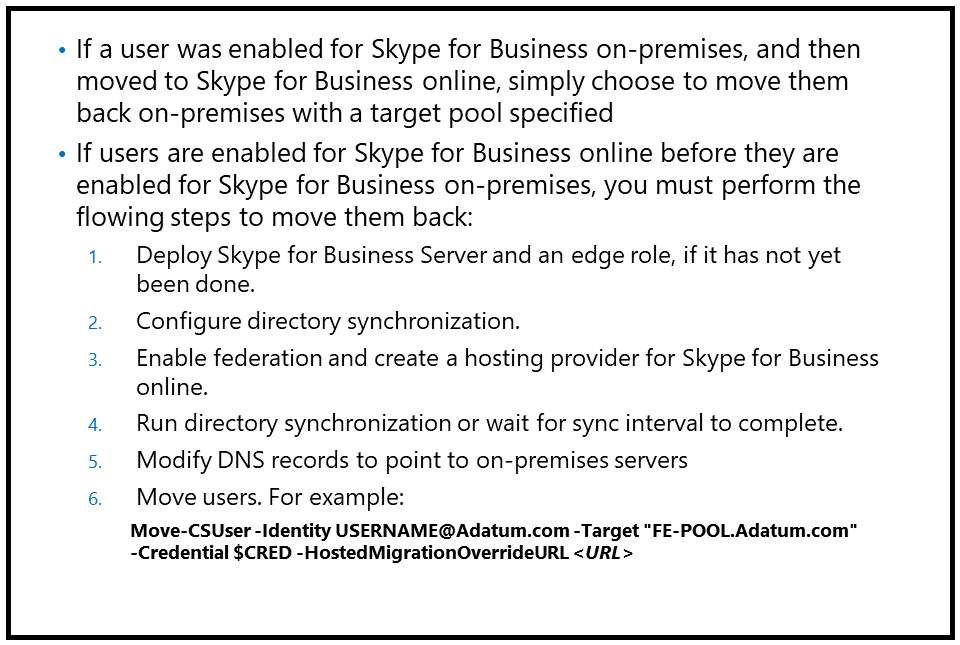 • If a user was enabled for Skype for Business on-premises, and then
moved to Skype for Business online, simply choose to move them
back on-premises with a target pool specified
• If users are enabled for Skype for Business online before they are
enabled for Skype for Business on-premises, you must perform the
flowing steps to move them back:
1. Deploy Skype for Business Server and an edge role, if it has not yet
been done.
2. Configure directory synchronization.
3. Enable federation and create a hosting provider for Skype for Business
online.
4. Run directory synchronization or wait for sync interval to complete.
5. Modify DNS records to point to on-premises servers
6. Move users. For example:
Move-CSUser -Identity USERNAME@Adatum.com -Target "FE-POOL.Adatum.com"
-Credential $CRED -HostedMigrationOverrideURL <URL>